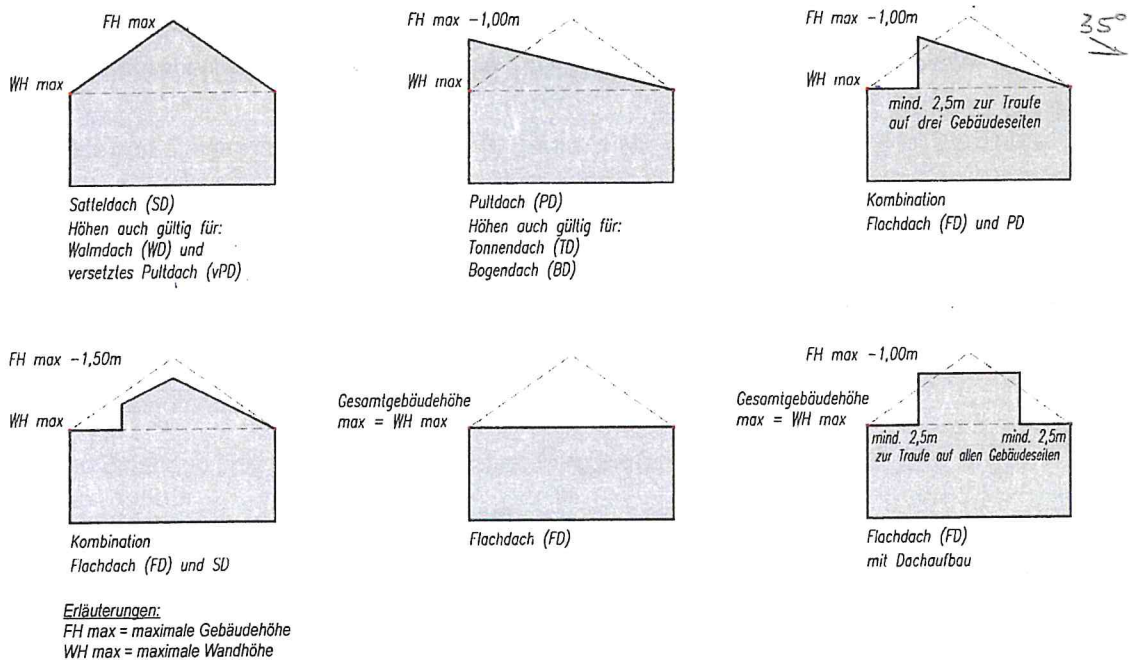 FH max
WH max
Satteldach (SD)
Höhen auch gültig für:
Walmdach (WD) und
versetztes Pultdach (vPD)
FH max -1,00m
WH max
Pultdach (PD)
Höhen auch gültig für:
Tonnendach (TD)
Bogendach (BD)
FH max -1,00m
35°
WH max
mind. 2,5m zur Traufe
auf drei Gebäudeseiten
Kombination
Flachdach (FD) und PD
FH max -1,50m
WH max
Kombination
Flachdach (FD) und SD
Gesamtgebäudehöhe
max = WH max
Flachdach (FD)
FH max -1,00m
Gesamtgebäudehöhe
max = WH max
mind. 2,5m mind. 2,5m
zur Traufe auf allen Gebäudeseiten
Flachdach (FD)
mit Dachaufbau
Erläuterungen:
FH max = maximale Gebäudehöhe
WH max = maximale Wandhöhe